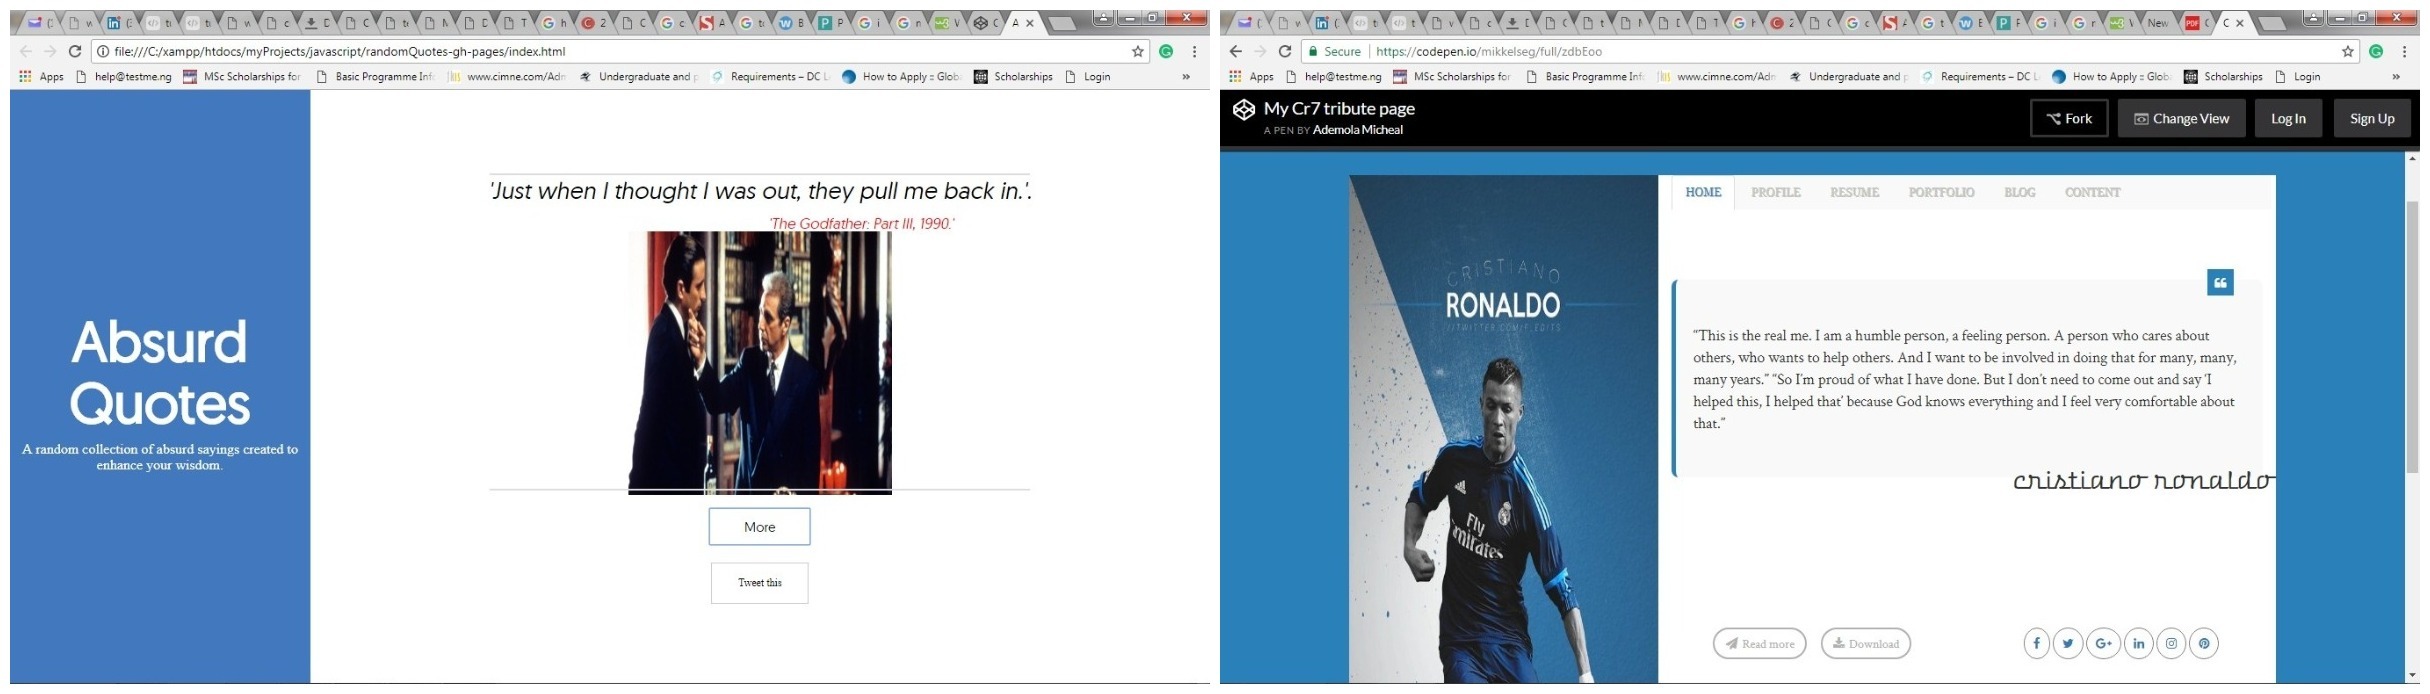 file:///C:/xampp/htdocs/myProjects/javascript/randomQuotes-gh-pages/index.html
Apps help@testme.ng MSc Scholarships for Basic Programme Inf www.cimne.com/Adn Undergraduate and p Requirements – DC L How to Apply :: Glob Scholarships Login »
Absurd
Quotes
A random collection of absurd sayings created to
enhance your wisdom.
'Just when I thought I was out, they pull me back in.'.
'The Godfather: Part III, 1990.'
More
Tweet this
New
Secure https://codepen.io/mikkelseg/full/zdbEoo
Apps help@testme.ng MSc Scholarships for Basic Programme Inf www.cimne.com/Adn Undergraduate and p Requirements – DC L How to Apply :: Glob Scholarships Login »
My Cr7 tribute page
A PEN BY Ademola Micheal
Fork Change View Log In Sign Up
CRISTIANO
RONALDO
HOME PROFILE RESUME PORTFOLIO BLOG CONTENT
“This is the real me. I am a humble person, a feeling person. A person who cares about
others, who wants to help others. And I want to be involved in doing that for many, many,
many years.” “So I’m proud of what I have done. But I don’t need to come out and say ‘I
helped this, I helped that’ because God knows everything and I feel very comfortable about
that.”
cristiano ronaldo
Fly
Emirates
Read more Download